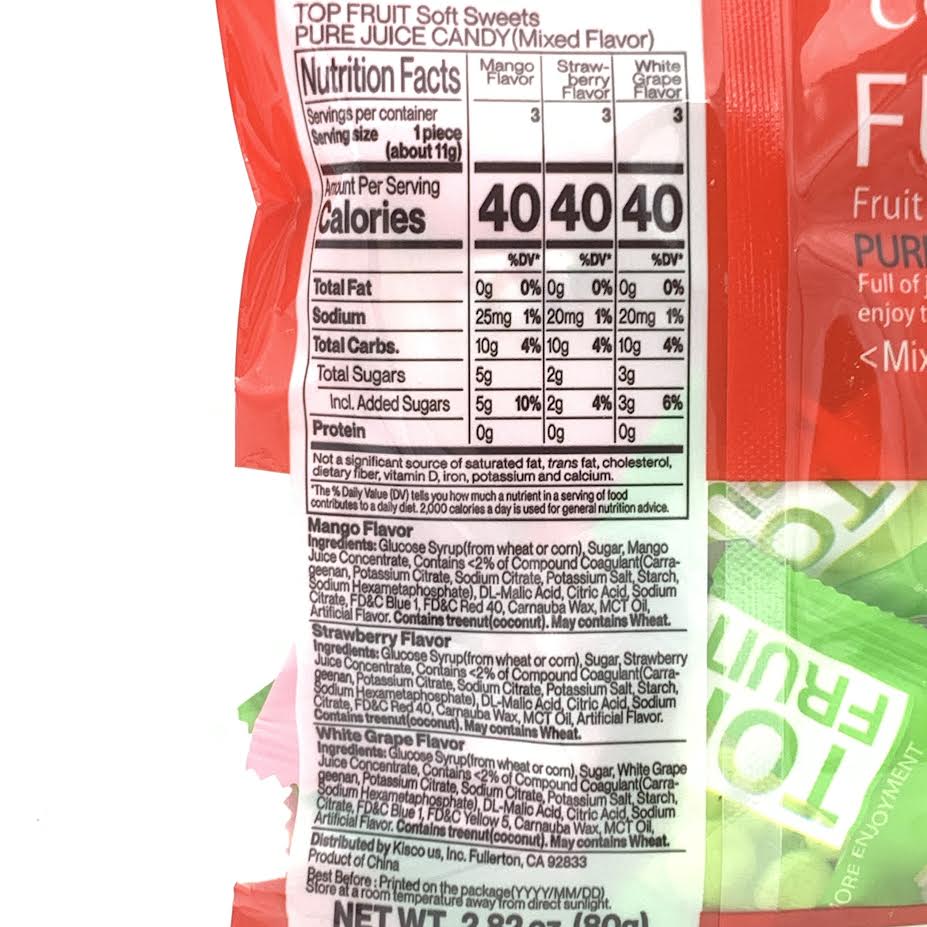 TOP FRUIT Soft Sweets
PURE JUICE CANDY(Mixed Flavor)
Nutrition Facts Mango Flavor Straw-berry Flavor White Grape Flavor
Servings per container 3 3 3
Serving size 1 piece
(about 11g)
Amount Per Serving
Calories 40 40 40
%DV* %DV* %DV*
Total Fat 0g 0% 0g 0% 0g 0%
Sodium 25mg 1% 20mg 1% 20mg 1%
Total Carbs. 10g 4% 10g 4% 10g 4%
Total Sugars 5g 2g 3g
Incl. Added Sugars 5g 10% 2g 4% 3g 6%
Protein 0g 0g 0g
Not a significant source of saturated fat, trans fat, cholesterol,
dietary fiber, vitamin D, iron, potassium and calcium.
*The % Daily Value (DV) tells you how much a nutrient in a serving of food
contributes to a daily diet. 2,000 calories a day is used for general nutrition advice.
Mango Flavor
Ingredients: Glucose Syrup(from wheat or corn), Sugar, Mango
Juice Concentrate, Contains <2% of Compound Coagulant(Carra-
geenan, Potassium Citrate, Sodium Citrate, Potassium Salt, Starch,
Sodium Hexametaphosphate), DL-Malic Acid, Citric Acid, Sodium
Citrate, FD&C Blue 1, FD&C Red 40, Carnauba Wax, MCT Oil,
Artificial Flavor. Contains treenut(coconut). May contains Wheat.
Strawberry Flavor
Ingredients: Glucose Syrup(from wheat or corn), Sugar, Strawberry
Juice Concentrate, Contains <2% of Compound Coagulant(Carra-
geenan, Potassium Citrate, Sodium Citrate, Potassium Salt, Starch,
Sodium Hexametaphosphate), DL-Malic Acid, Citric Acid, Sodium
Citrate, FD&C Red 40, Carnauba Wax, MCT Oil, Artificial Flavor.
Contains treenut(coconut). May contains Wheat.
White Grape Flavor
Ingredients: Glucose Syrup(from wheat or corn), Sugar, White Grape
Juice Concentrate, Contains <2% of Compound Coagulant(Carra-
geenan, Potassium Citrate, Sodium Citrate, Potassium Salt, Starch,
Sodium Hexametaphosphate), DL-Malic Acid, Citric Acid, Sodium
Citrate, FD&C Blue 1, FD&C Yellow 5, Carnauba Wax, MCT Oil,
Artificial Flavor. Contains treenut(coconut). May contains Wheat.
Distributed by Kisco us, Inc. Fullerton, CA 92833
Product of China
Best Before : Printed on the package(YYYY/MM/DD)
Store at a room temperature away from direct sunlight.
NET WT. 2.82 oz (80g)
Fruit
Full of
enjoy
TOP
FRUIT
ENJOYMENT